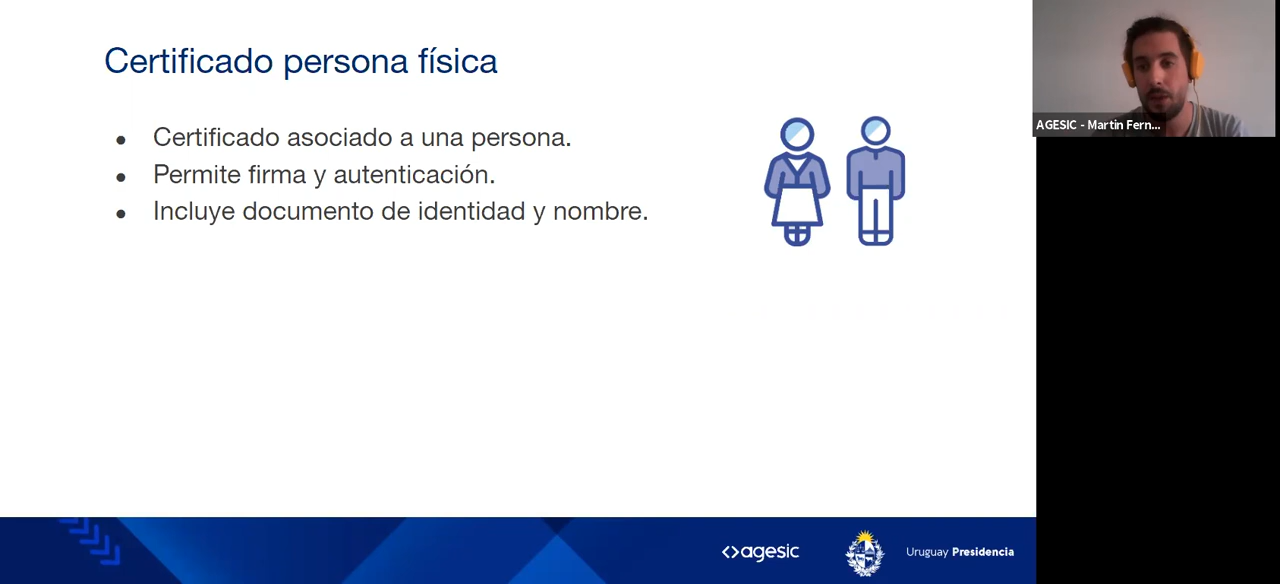 Certificado persona física
● Certificado asociado a una persona.
● Permite firma y autenticación.
● Incluye documento de identidad y nombre.
AGESIC - Martín Fern...
<>agesic
Uruguay Presidencia